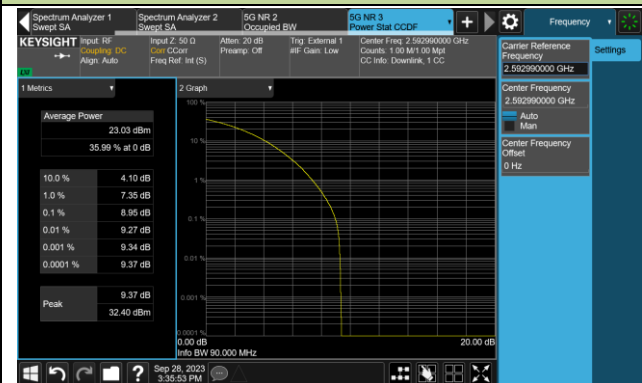 Spectrum Analyzer 1
Swept SA
Spectrum Analyzer 2
Swept SA
5G NR 2
Occupied BW
5G NR 3
Power Stat CCDF
Frequency
KEYSIGHT
Input: RF
Coupling: DC
Align: Auto
Input Z: 50 Ω
Corr CCorr
Freq Ref: Int (S)
Atten: 20 dB
Preamp: Off
Trig: External 1
#IF Gain: Low
Center Freq: 2.592990000 GHz
Counts: 1.00 M/1.00 Mpt
CC Info: Downlink, 1 CC
Carrier Reference
Frequency
2.592990000 GHz
Settings
Center Frequency
2.592990000 GHz
Auto
Man
Center Frequency
Offset
0 Hz
1 Metrics
Average Power
23.03 dBm
35.99 % at 0 dB
10.0 % 4.10 dB
1.0 % 7.35 dB
0.1 % 8.95 dB
0.01 % 9.27 dB
0.001 % 9.34 dB
0.0001 % 9.37 dB
Peak
9.37 dB
32.40 dBm
2 Graph
100 %
10 %
1 %
0.1 %
0.01 %
0.001 %
0.0001 %
0.00 dB 20.00 dB
Info BW 90.000 MHz
Sep 28, 2023
3:35:53 PM